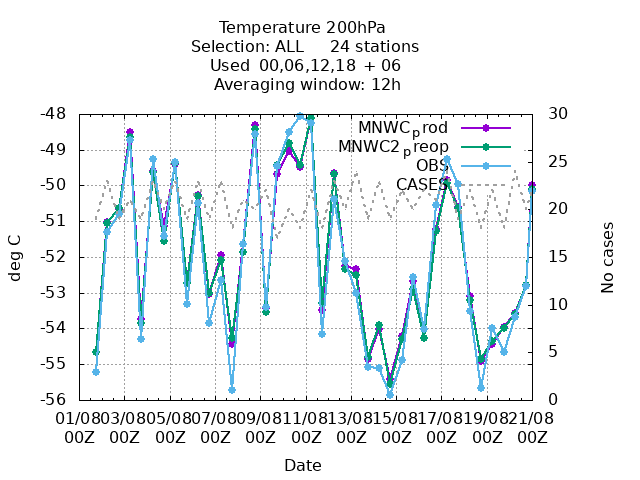 Temperature 200hPa
Selection: ALL 24 stations
Used 00,06,12,18 + 06
Averaging window: 12h
-48 30
MNWC_prod
MNWC2_preop
OBS
CASES
-49
-50
-51
-52
-53
-54
-55
-56
25
20
15
10
5
0
deg C
No cases
01/08 03/08 05/08 07/08 09/08 11/08 13/08 15/08 17/08 19/08 21/08
00Z 00Z 00Z 00Z 00Z 00Z 00Z 00Z 00Z 00Z 00Z
Date